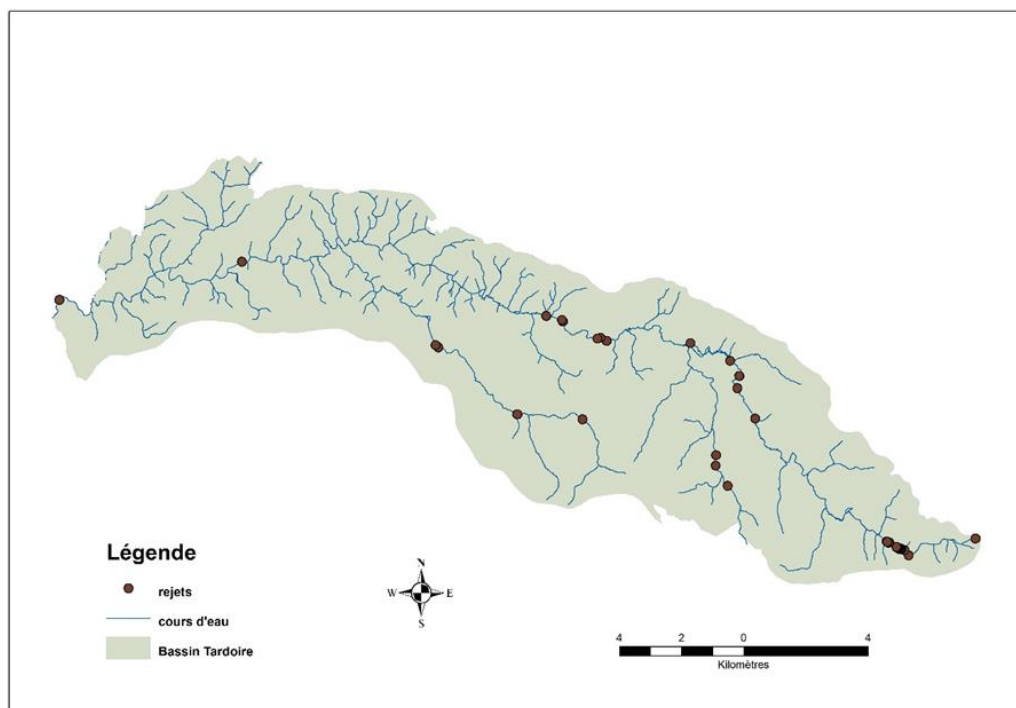 Légende
rejets
cours d'eau
Bassin Tardoire
N
W E
S
4 2 0 4
Kilomètres